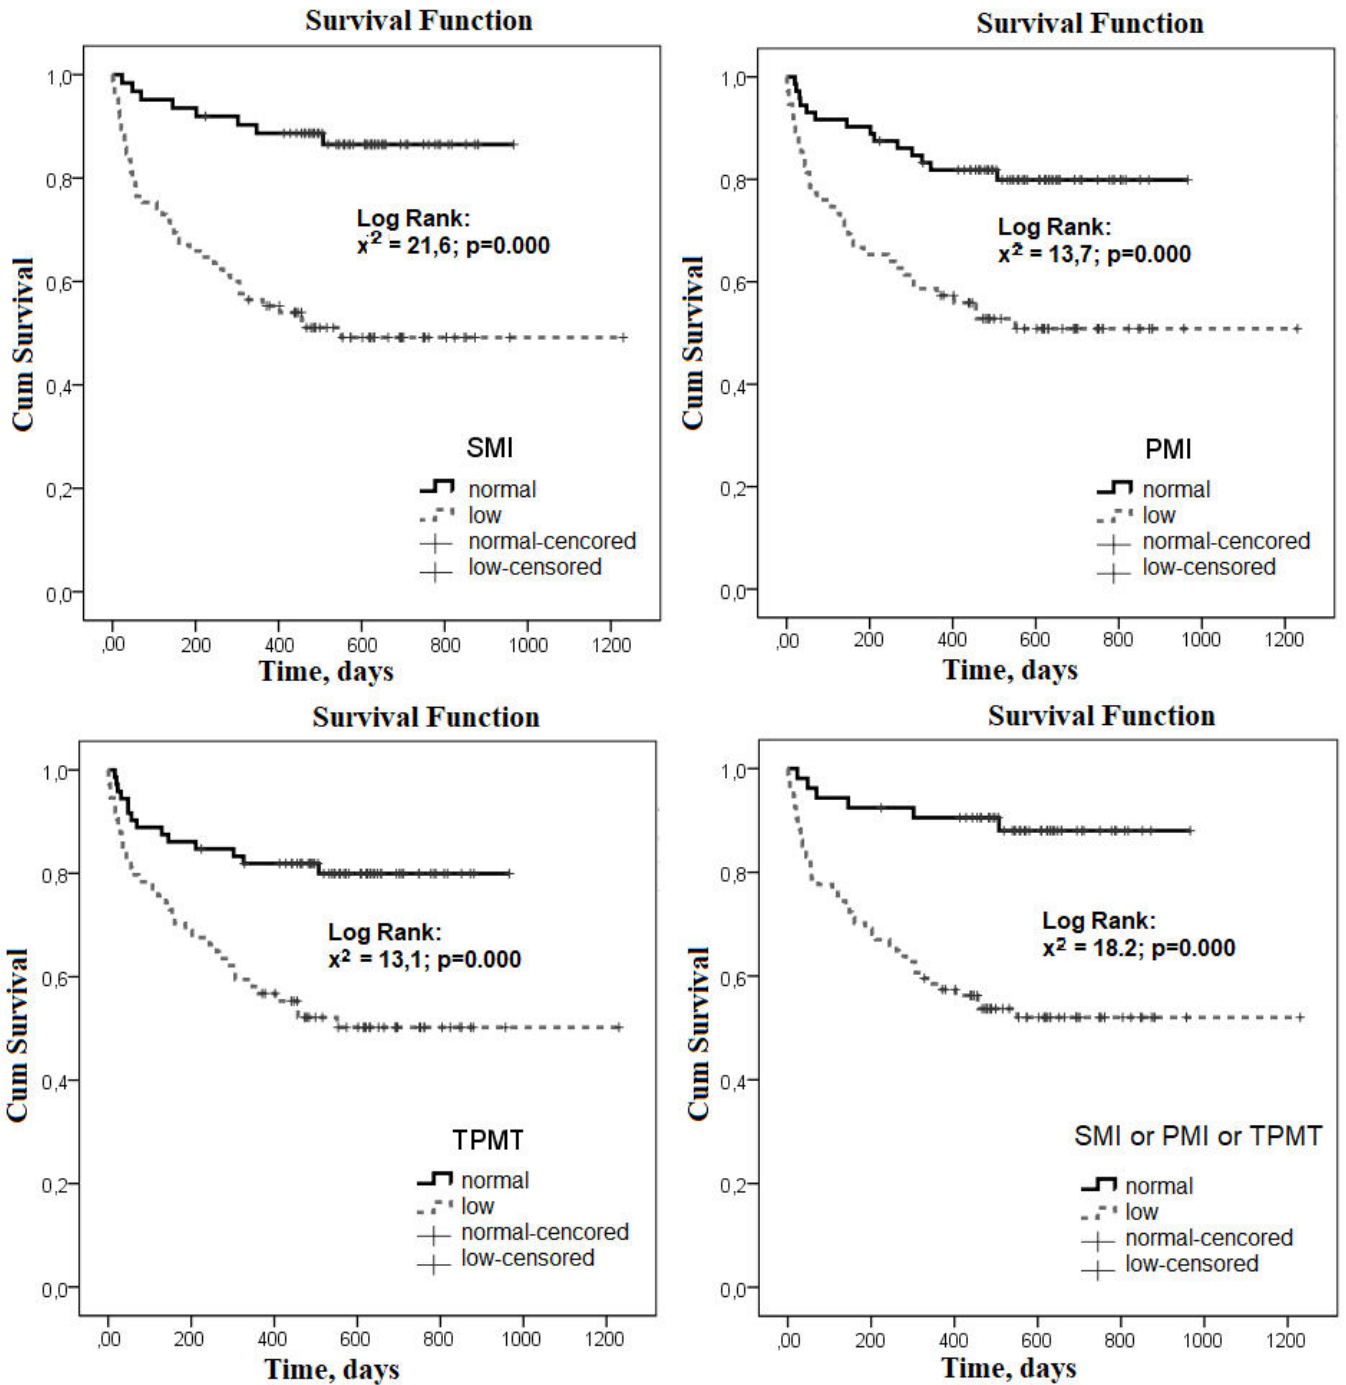 Survival Function
1,0
0,8
0,6
0,4
0,2
0,0
Cum Survival
Log Rank:
x² = 21,6; p=0.000
SMI
normal
low
normal-cencored
low-censored
,00 200 400 600 800 1000 1200
Time, days
Survival Function
1,0
0,8
0,6
0,4
0,2
0,0
Cum Survival
Log Rank:
x² = 13,7; p=0.000
PMI
normal
low
normal-cencored
low-censored
,00 200 400 600 800 1000 1200
Time, days
Survival Function
1,0
0,8
0,6
0,4
0,2
0,0
Cum Survival
Log Rank:
x² = 13,1; p=0.000
TPMT
normal
low
normal-cencored
low-censored
,00 200 400 600 800 1000 1200
Time, days
Survival Function
1,0
0,8
0,6
0,4
0,2
0,0
Cum Survival
Log Rank:
x² = 18.2; p=0.000
SMI or PMI or TPMT
normal
low
normal-cencored
low-censored
,00 200 400 600 800 1000 1200
Time, days